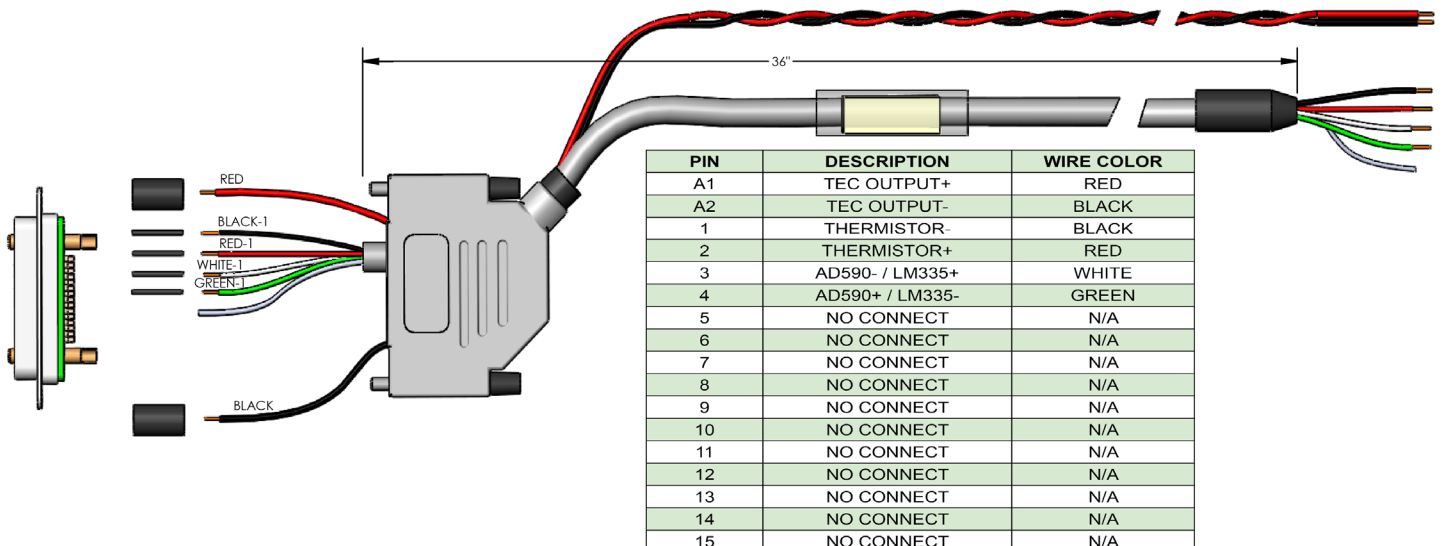 36"
RED
BLACK-1
RED-1
WHITE-1
GREEN-1
BLACK
PIN DESCRIPTION WIRE COLOR
A1 TEC OUTPUT+ RED
A2 TEC OUTPUT- BLACK
1 THERMISTOR- BLACK
2 THERMISTOR+ RED
3 AD590- / LM335+ WHITE
4 AD590+ / LM335- GREEN
5 NO CONNECT N/A
6 NO CONNECT N/A
7 NO CONNECT N/A
8 NO CONNECT N/A
9 NO CONNECT N/A
10 NO CONNECT N/A
11 NO CONNECT N/A
12 NO CONNECT N/A
13 NO CONNECT N/A
14 NO CONNECT N/A
15 NO CONNECT N/A